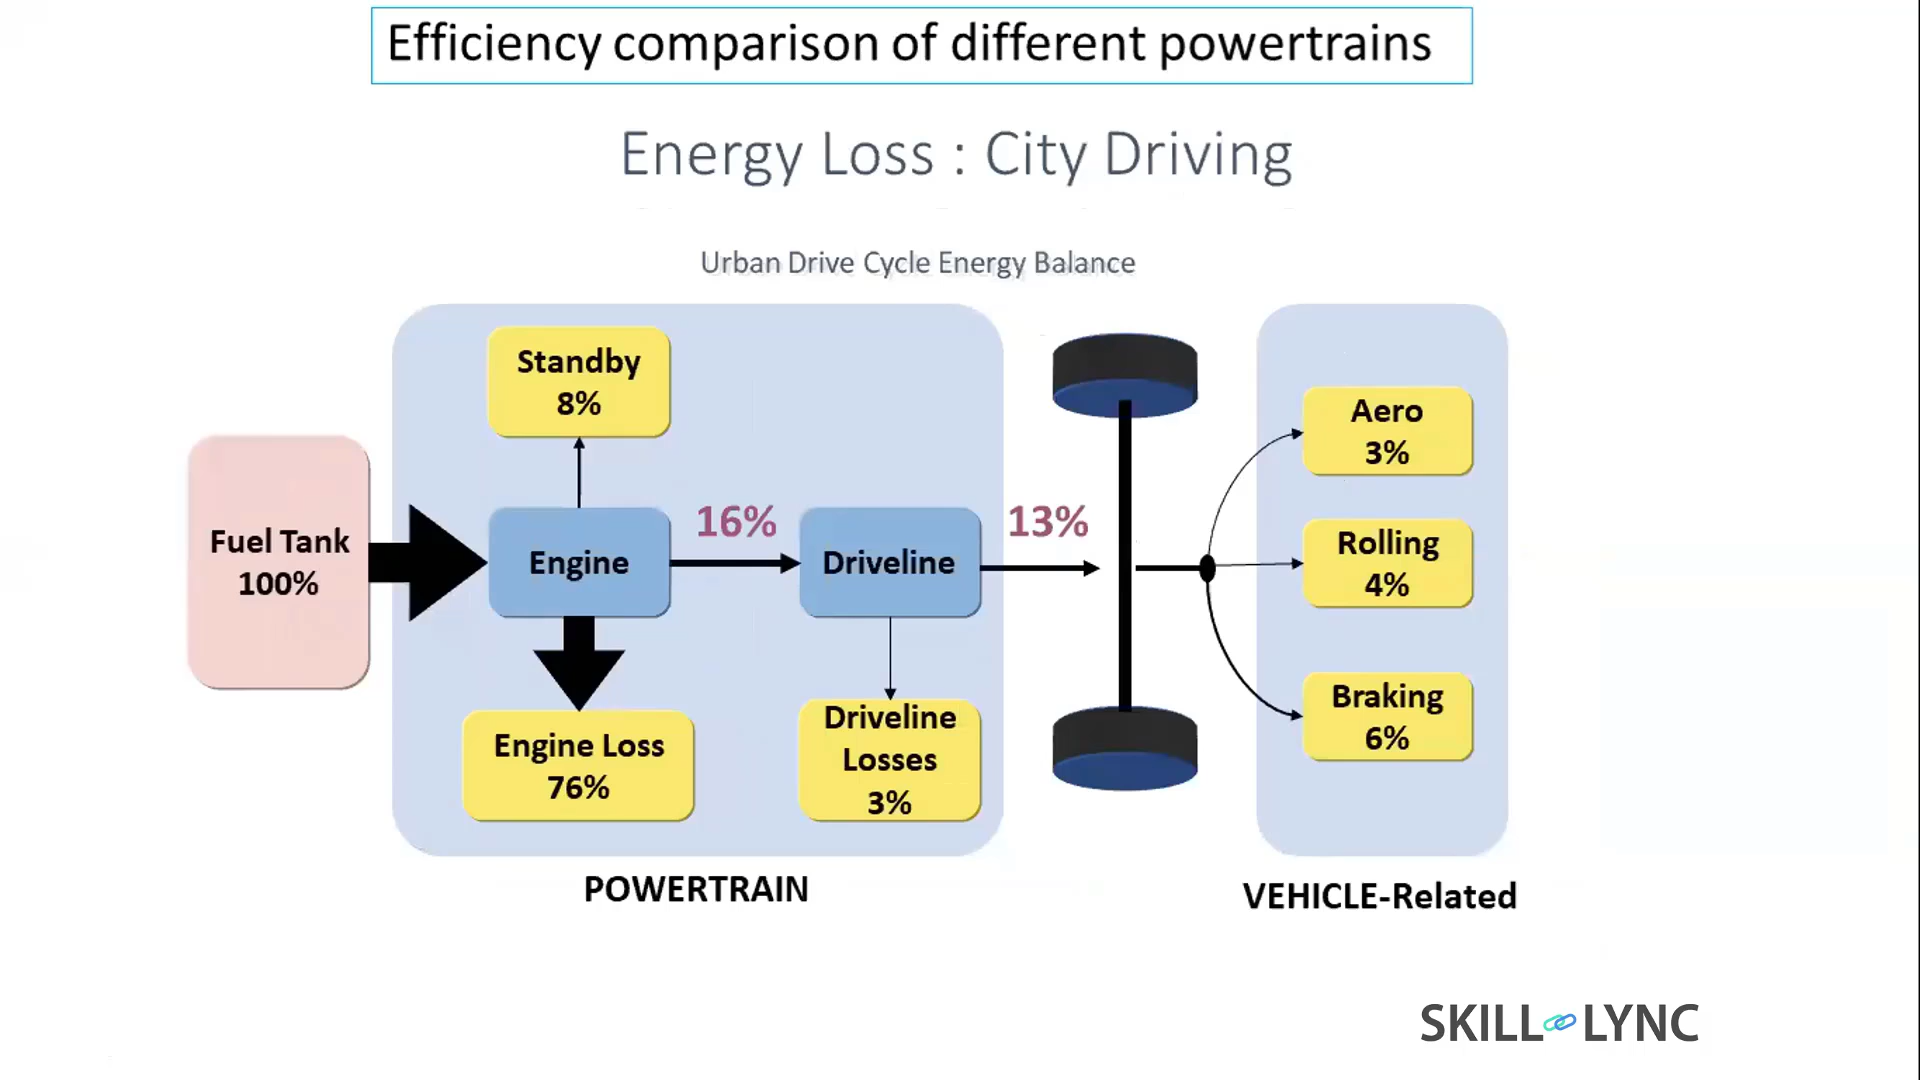 Efficiency comparison of different powertrains
Energy Loss : City Driving
Urban Drive Cycle Energy Balance
Standby
8%
Fuel Tank
100%
Engine
16%
Driveline
13%
Engine Loss
76%
Driveline
Losses
3%
Aero
3%
Rolling
4%
Braking
6%
POWERTRAIN
VEHICLE-Related
SKILL LYNC